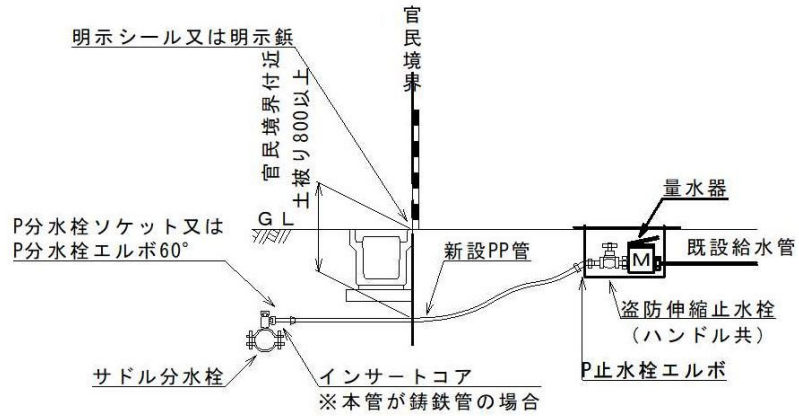 明示シール又は明示鋲
官民境界
官民境界付近
土被り800以上
GL
P分水栓ソケット又は
P分水栓エルボ60°
新設PP管
量水器
既設給水管
M
盗防伸縮止水栓
(ハンドル共)
P止水栓エルボ
サドル分水栓
インサートコア
※本管が鋳鉄管の場合